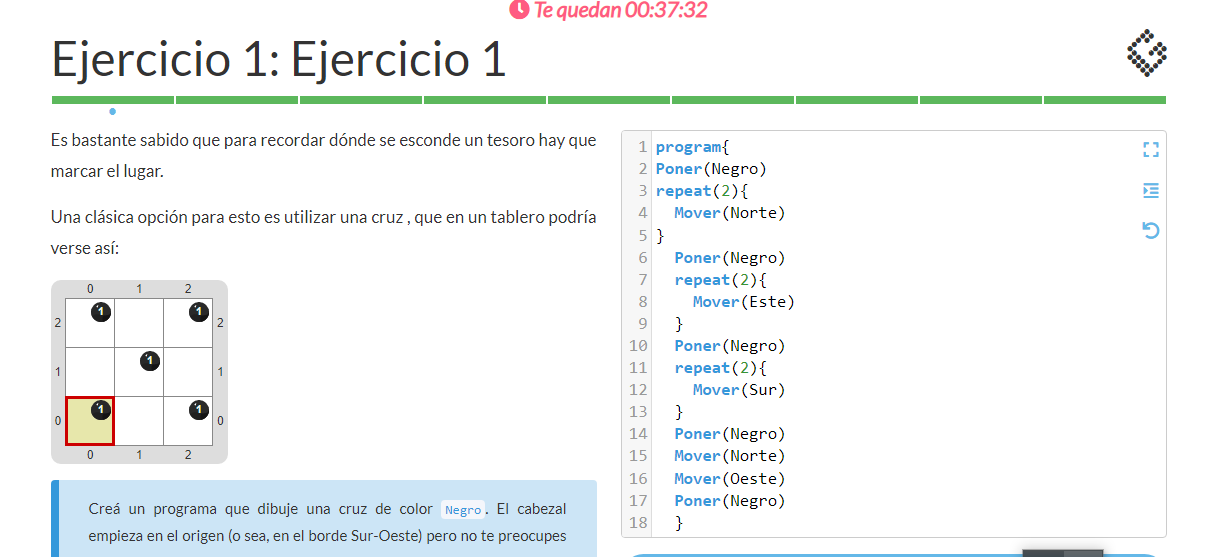 Te quedan 00:37:32
Ejercicio 1: Ejercicio 1
Es bastante sabido que para recordar dónde se esconde un tesoro hay que
marcar el lugar.
Una clásica opción para esto es utilizar una cruz , que en un tablero podría
verse así:
0 1 2
2 1 1 2
1 1 1
0 1 1 0
0 1 2
Creá un programa que dibuje una cruz de color Negro. El cabezal
empieza en el origen (o sea, en el borde Sur-Oeste) pero no te preocupes
1 program{
2 Poner(Negro)
3 repeat(2){
4 Mover(Norte)
5 }
6 Poner(Negro)
7 repeat(2){
8 Mover(Este)
9 }
10 Poner(Negro)
11 repeat(2){
12 Mover(Sur)
13 }
14 Poner(Negro)
15 Mover(Norte)
16 Mover(Oeste)
17 Poner(Negro)
18 }